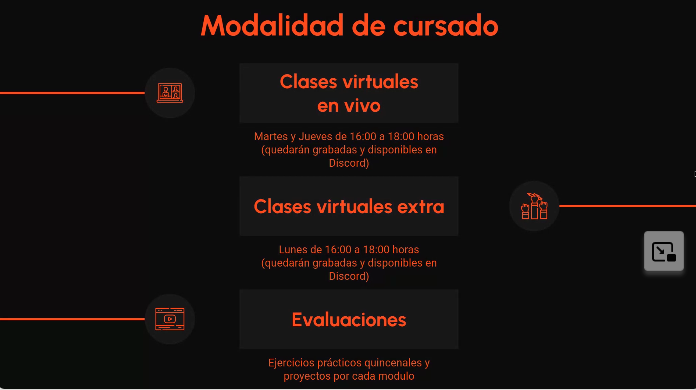 Modalidad de cursado
Clases virtuales
en vivo
Martes y Jueves de 16:00 a 18:00 horas
(quedarán grabadas y disponibles en
Discord)
Clases virtuales extra
Lunes de 16:00 a 18:00 horas
(quedarán grabadas y disponibles en
Discord)
Evaluaciones
Ejercicios prácticos quincenales y
proyectos por cada modulo